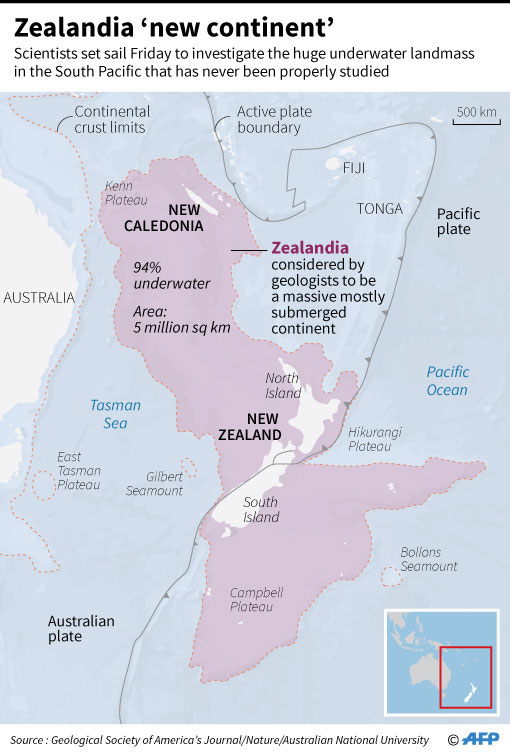 Zealandia ‘new continent’
Scientists set sail Friday to investigate the huge underwater landmass
in the South Pacific that has never been properly studied
Continental
crust limits
Active plate
boundary
500 km
FIJI
Kenn
Plateau
TONGA
NEW
CALEDONIA
Pacific
plate
Zealandia
considered by
geologists to be
a massive mostly
submerged
continent
94%
underwater
AUSTRALIA
Area:
5 million sq km
North
Island
Pacific
Ocean
Tasman
Sea
NEW
ZEALAND
Hikurangi
Plateau
East
Tasman
Plateau
Gilbert
Seamount
South
Island
Bollons
Seamount
Campbell
Plateau
Australian
plate
Source : Geological Society of America's Journal/Nature/Australian National University
© AFP